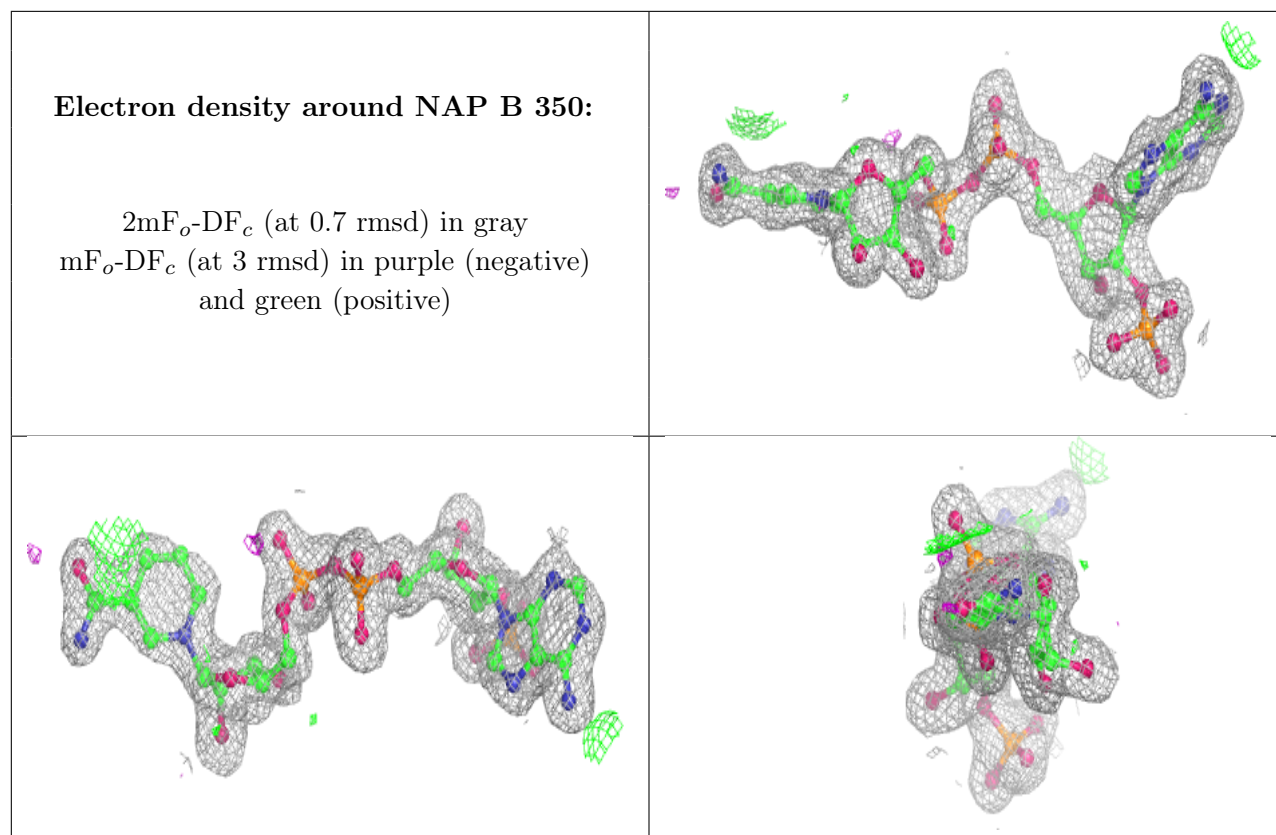 Electron density around NAP B 350:
2mFₒ-DF𝒸 (at 0.7 rmsd) in gray
mFₒ-DF𝒸 (at 3 rmsd) in purple (negative)
and green (positive)